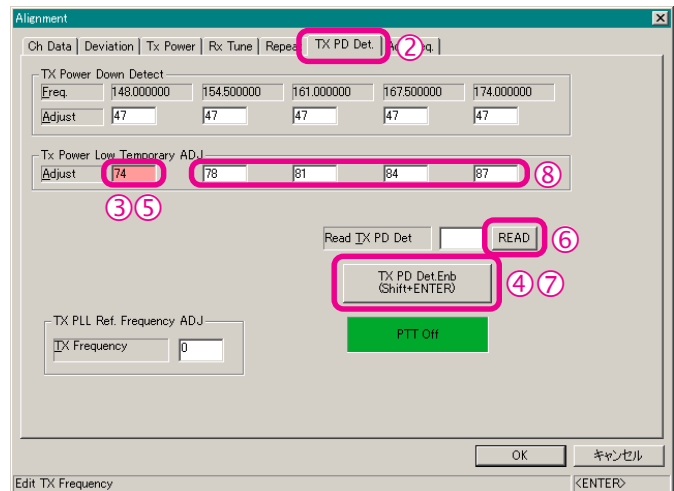 Alignment
Ch Data Deviation Tx Power Rx Tune Repea TX PD Det. ②
TX Power Down Detect
Freq. 148.000000 154.500000 161.000000 167.500000 174.000000
Adjust 47 47 47 47 47
Tx Power Low Temporary ADJ
Adjust 74 78 81 84 87 ⑧
③⑤
Read TX PD Det READ ⑥
TX PD Det.Enb
(Shift+ENTER) ④⑦
TX PLL Ref. Frequency ADJ
TX Frequency 0
PTT Off
OK キャンセル
Edit TX Frequency <ENTER>